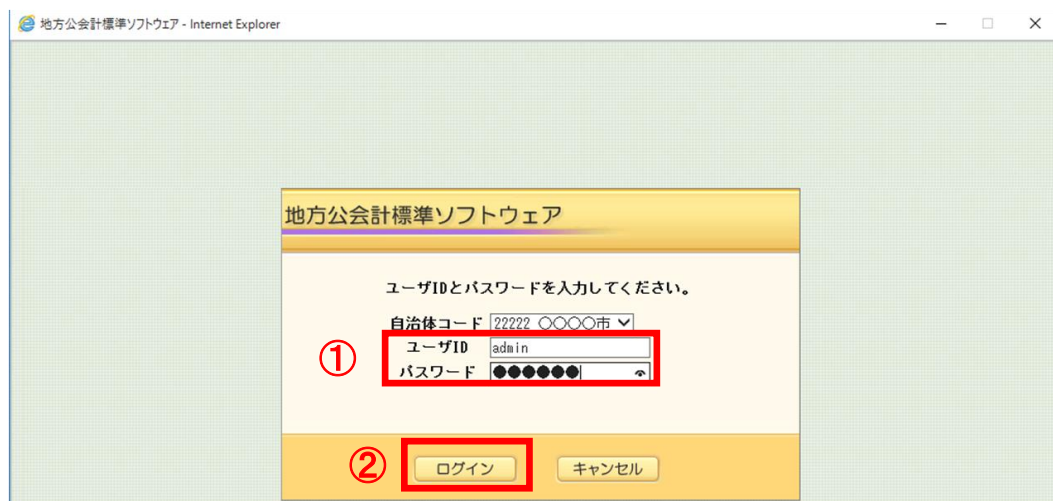 地方公会計標準ソフトウェア - Internet Explorer
地方公会計標準ソフトウェア
ユーザIDとパスワードを入力してください。
自治体コード 22222 〇〇〇〇市
① ユーザID admin
パスワード ●●●●●●
② ログイン キャンセル